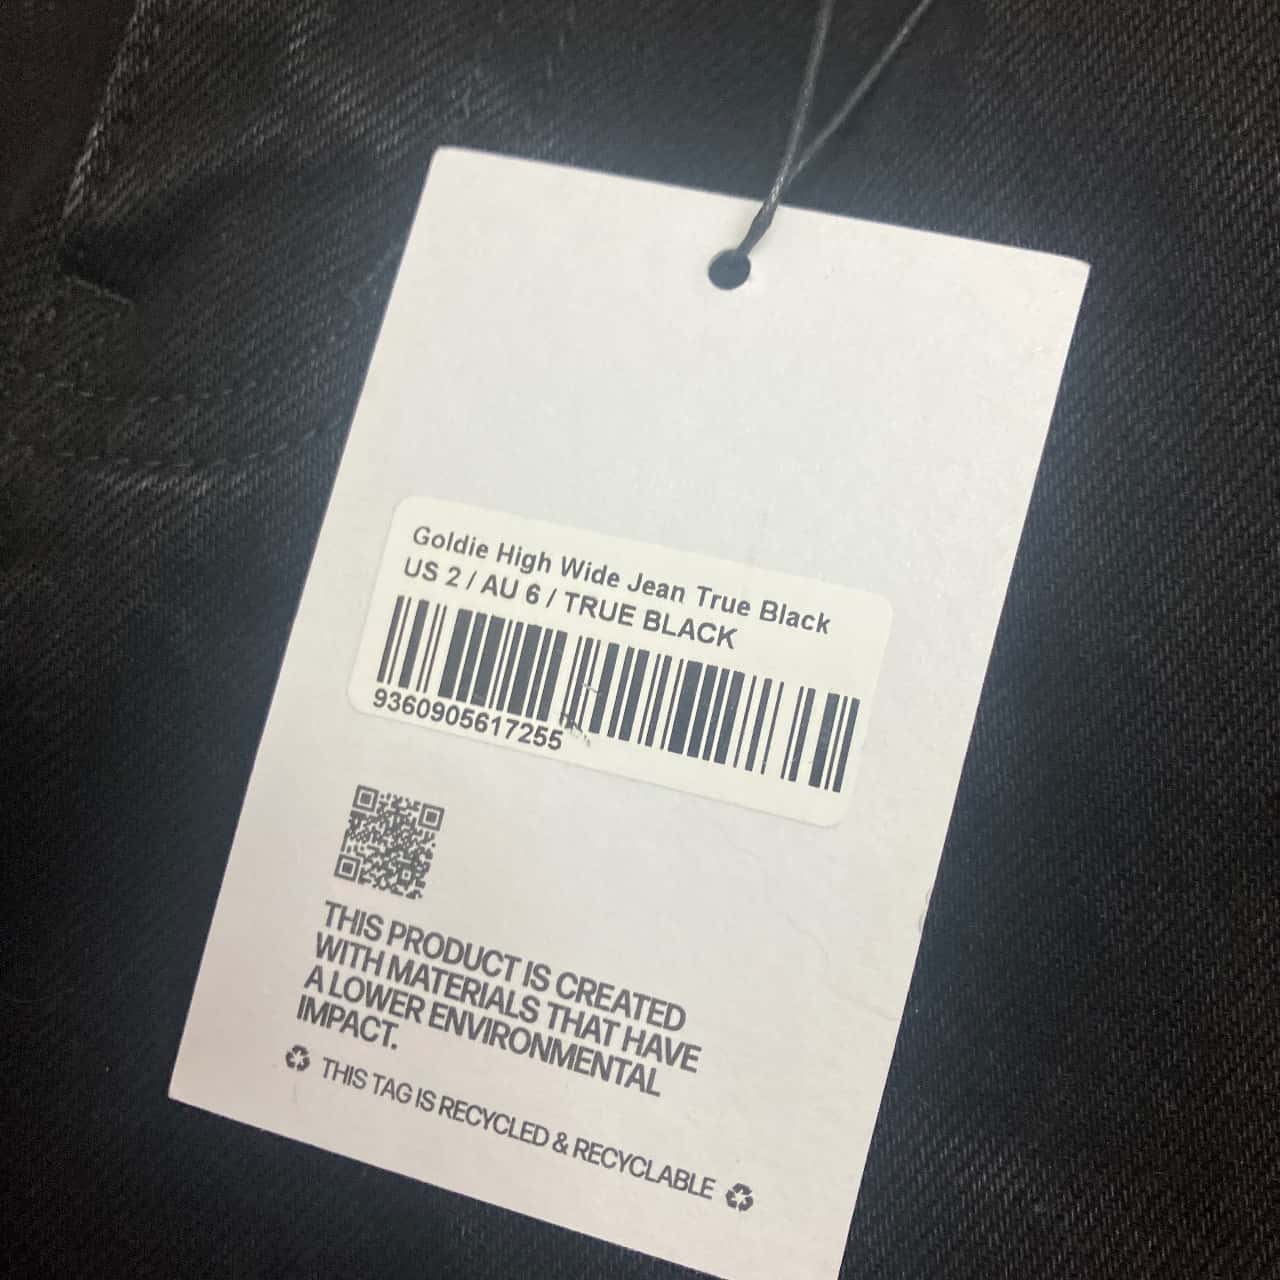 Goldie High Wide Jean True Black
US 2 / AU 6 / TRUE BLACK
9360905617255
THIS PRODUCT IS CREATED
WITH MATERIALS THAT HAVE
A LOWER ENVIRONMENTAL
IMPACT.
THIS TAG IS RECYCLED & RECYCLABLE